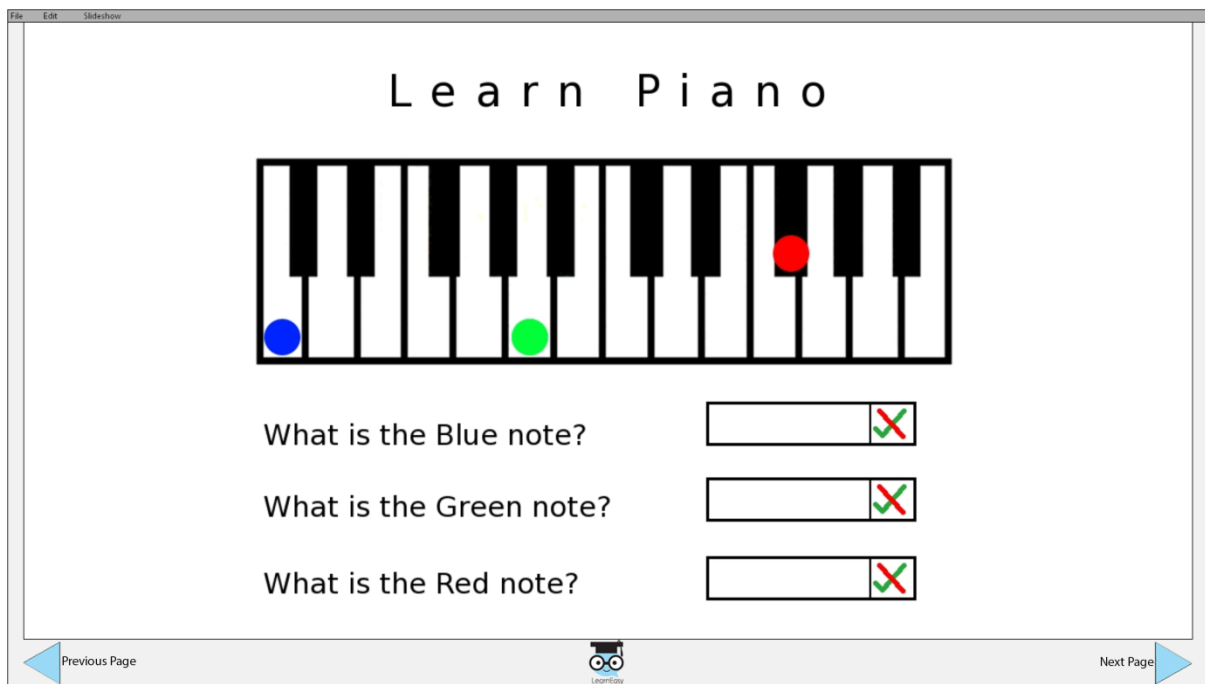 File Edit Slideshow
Learn Piano
What is the Blue note?
What is the Green note?
What is the Red note?
Previous Page
LearnEasy
Next Page